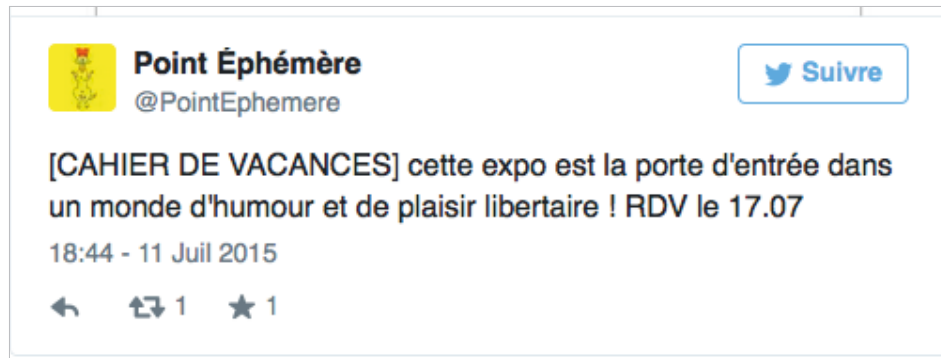 Point Éphémère
@PointEphemere
Suivre
[CAHIER DE VACANCES] cette expo est la porte d'entrée dans
un monde d'humour et de plaisir libertaire ! RDV le 17.07
18:44 - 11 Juil 2015
1 1